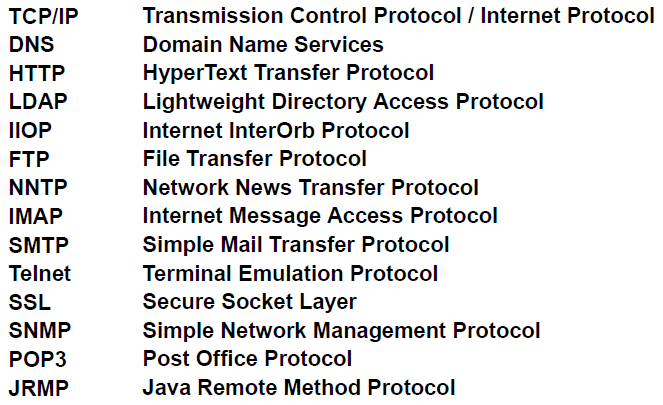 TCP/IP Transmission Control Protocol / Internet Protocol
DNS Domain Name Services
HTTP HyperText Transfer Protocol
LDAP Lightweight Directory Access Protocol
IIOP Internet InterOrb Protocol
FTP File Transfer Protocol
NNTP Network News Transfer Protocol
IMAP Internet Message Access Protocol
SMTP Simple Mail Transfer Protocol
Telnet Terminal Emulation Protocol
SSL Secure Socket Layer
SNMP Simple Network Management Protocol
POP3 Post Office Protocol
JRMP Java Remote Method Protocol